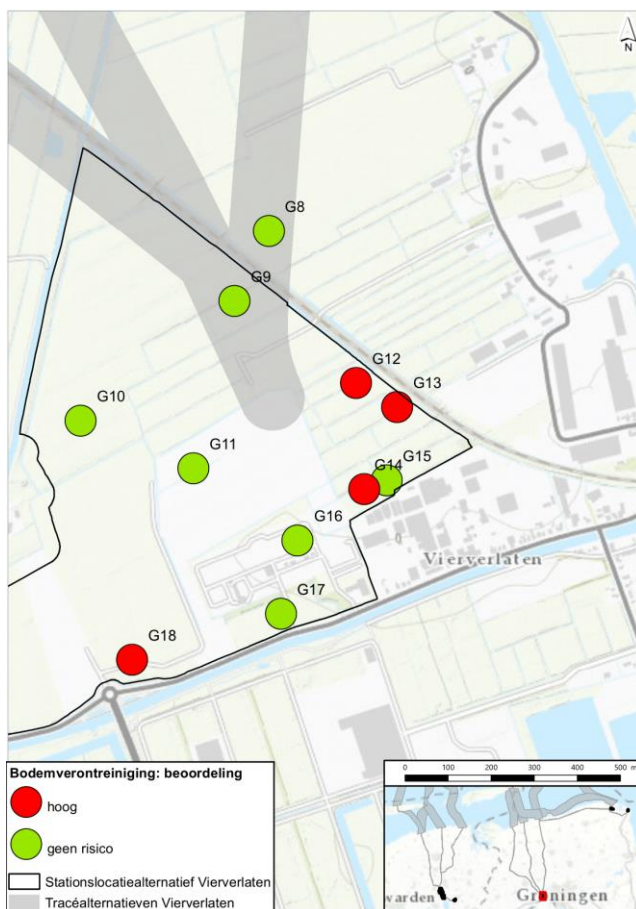 N
G8
G9
G12
G13
G10
G11
G15
G14
G16
Vierverlaten
G17
G18
Bodemverontreiniging: beoordeling
hoog
geen risico
Stationslocatiealternatief Vierverlaten
Tracéalternatieven Vierverlaten
0 100 200 300 400 500 m
warden
Groningen